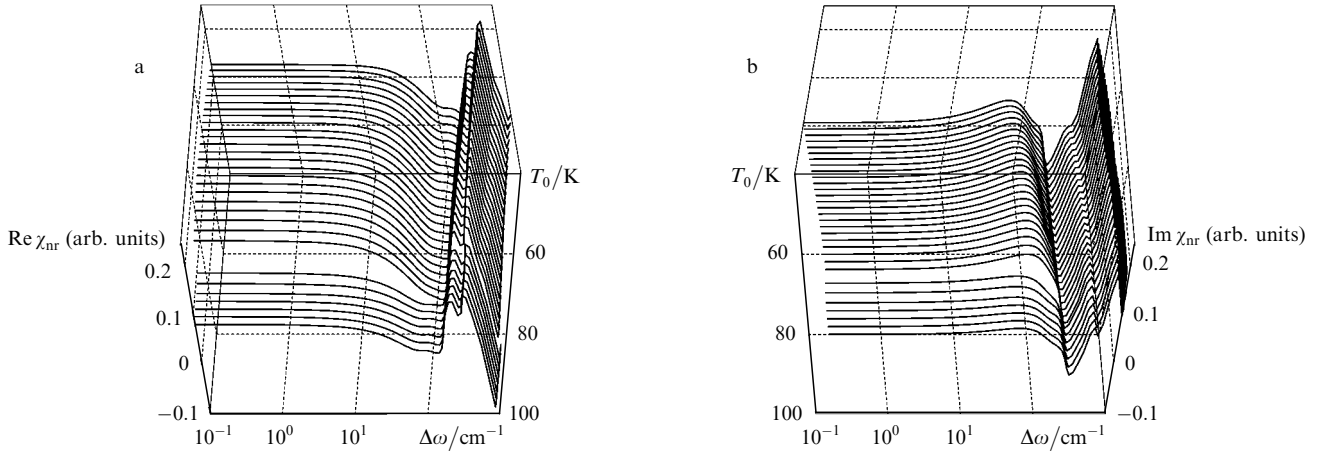 a
T₀/K
Re χₙᵣ (arb. units)
0.2
0.1
0
−0.1
60
80
100
10⁻¹
10⁰
10¹
Δω/cm⁻¹
b
T₀/K
Im χₙᵣ (arb. units)
60
80
100
0.2
0.1
0
−0.1
10⁻¹
10⁰
10¹
Δω/cm⁻¹